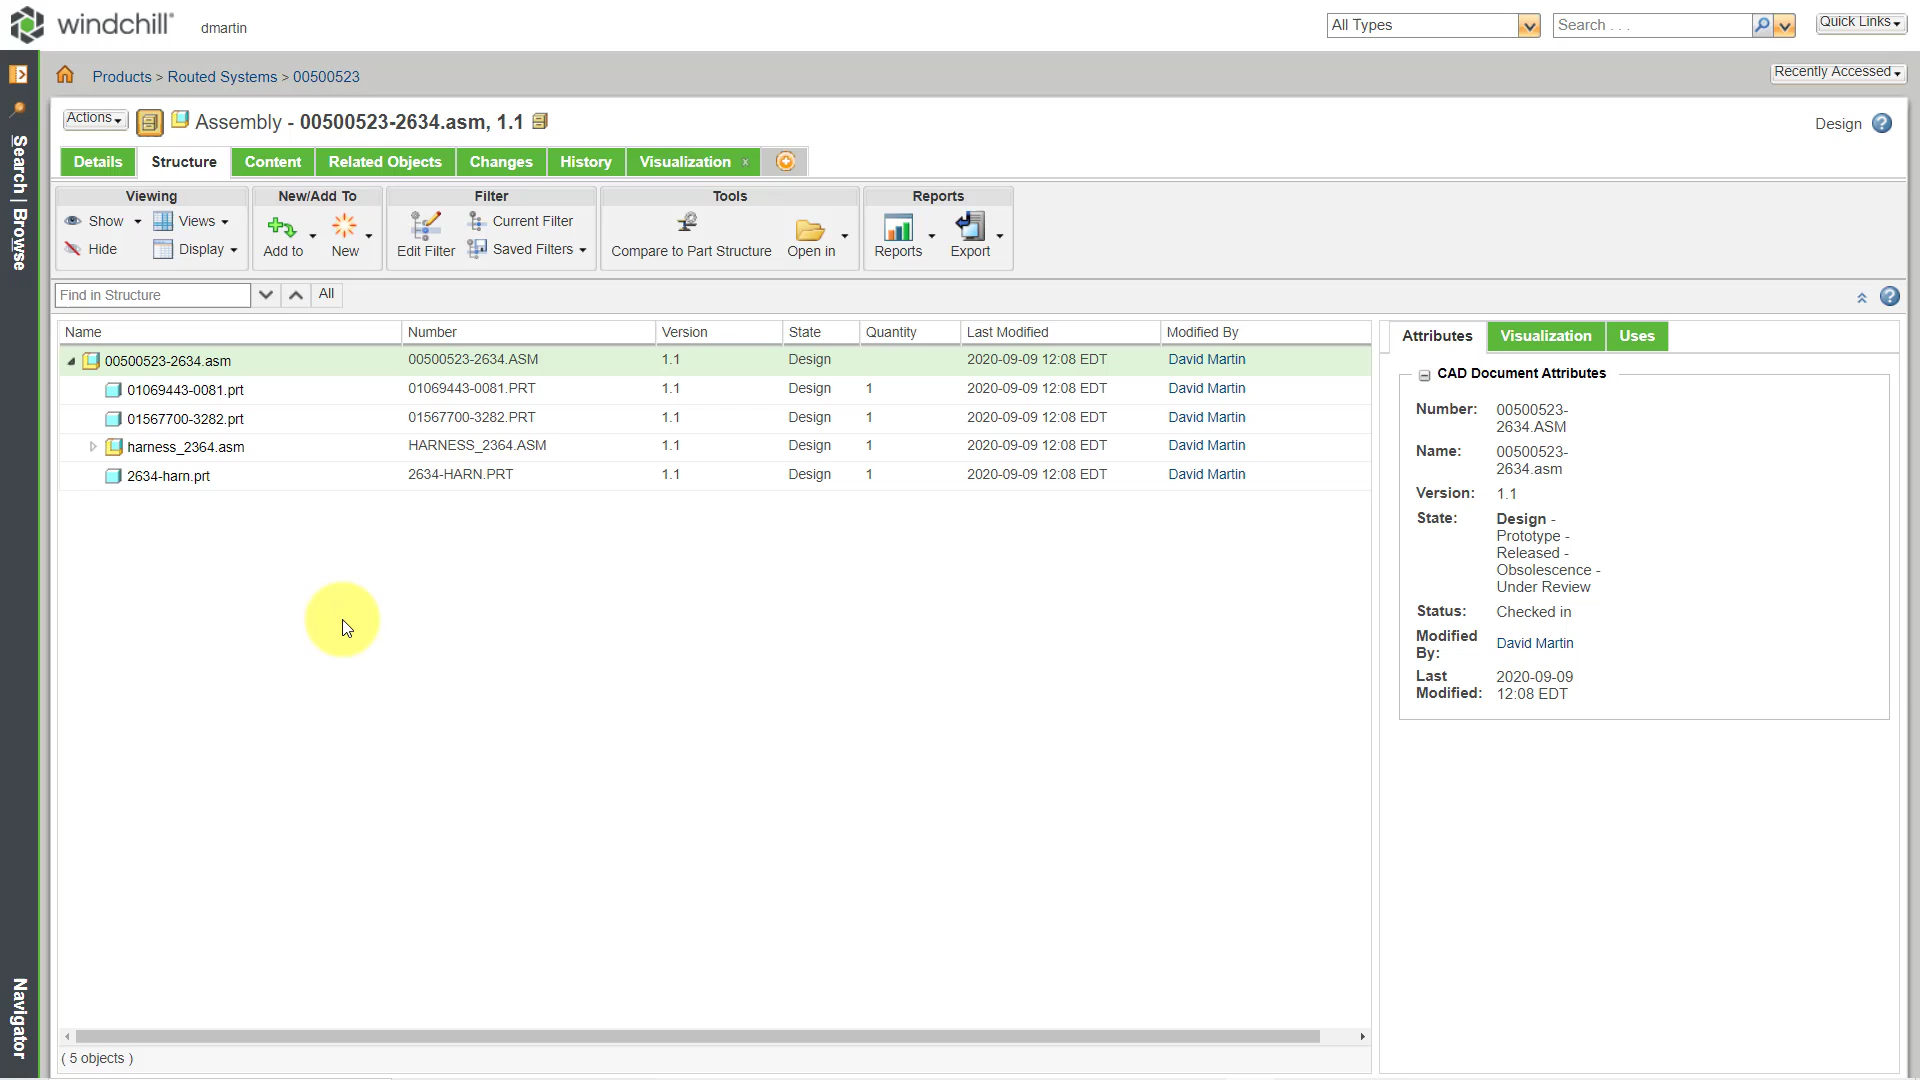 windchill
dmartin
All Types
Search . . .
Quick Links
Products > Routed Systems > 00500523
Recently Accessed
Search | Browse
Navigator
Actions
Assembly - 00500523-2634.asm, 1.1
Design
Details
Structure
Content
Related Objects
Changes
History
Visualization x
Viewing
Show
Views
Hide
Display
New/Add To
Add to
New
Filter
Edit Filter
Current Filter
Saved Filters
Tools
Compare to Part Structure
Open in
Reports
Reports
Export
Find in Structure
All
Name Number Version State Quantity Last Modified Modified By
00500523-2634.asm 00500523-2634.ASM 1.1 Design 2020-09-09 12:08 EDT David Martin
01069443-0081.prt 01069443-0081.PRT 1.1 Design 1 2020-09-09 12:08 EDT David Martin
01567700-3282.prt 01567700-3282.PRT 1.1 Design 1 2020-09-09 12:08 EDT David Martin
harness_2364.asm HARNESS_2364.ASM 1.1 Design 1 2020-09-09 12:08 EDT David Martin
2634-harn.prt 2634-HARN.PRT 1.1 Design 1 2020-09-09 12:08 EDT David Martin
( 5 objects )
Attributes
Visualization
Uses
CAD Document Attributes
Number: 00500523-
2634.ASM
Name: 00500523-
2634.asm
Version: 1.1
State: Design -
Prototype -
Released -
Obsolescence -
Under Review
Status: Checked in
Modified
By: David Martin
Last 2020-09-09
Modified: 12:08 EDT